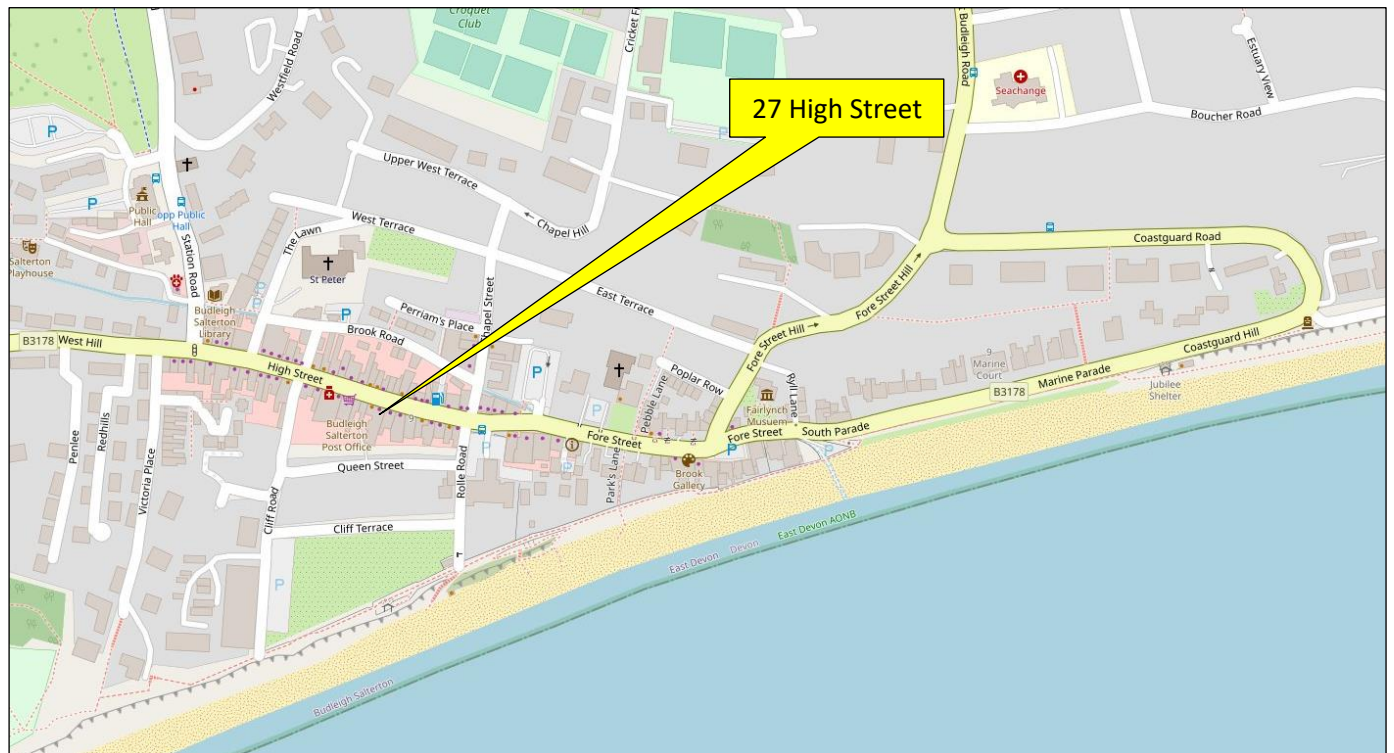 Croquet
Club
Cricket F
t Budleigh Road
Estuary View
Westfield Road
27 High Street
Seachange
Boucher Road
P
P
Upper West Terrace
Public
Hall
opp Public
Hall
← Chapel Hill
West Terrace
The Lawn
Station Road
P
Salterton
Playhouse
St Peter
Coastguard Road
Fore Street Hill →
East Terrace
Chapel Street
Perriam's Place
P
Budleigh
Salterton
Library
Brook Road
Fore Street Hill →
Coastguard Hill
B3178
West Hill
High Street
P
Poplar Row
Pebble Lane
Ryll Lane
9
Marine
Court
Marine Parade
Jubilee
Shelter
B3178
Fairlynch
Museum
Budleigh
Salterton
Post Office
Fore Street
Fore Street
South Parade
P
P
P
Penlee
Redhills
Victoria Place
Queen Street
Rolle Road
Park's Lane
Brook
Gallery
Cliff Road
Cliff Terrace
P
East Devon AONB
East Devon
Devon
Budleigh Salterton